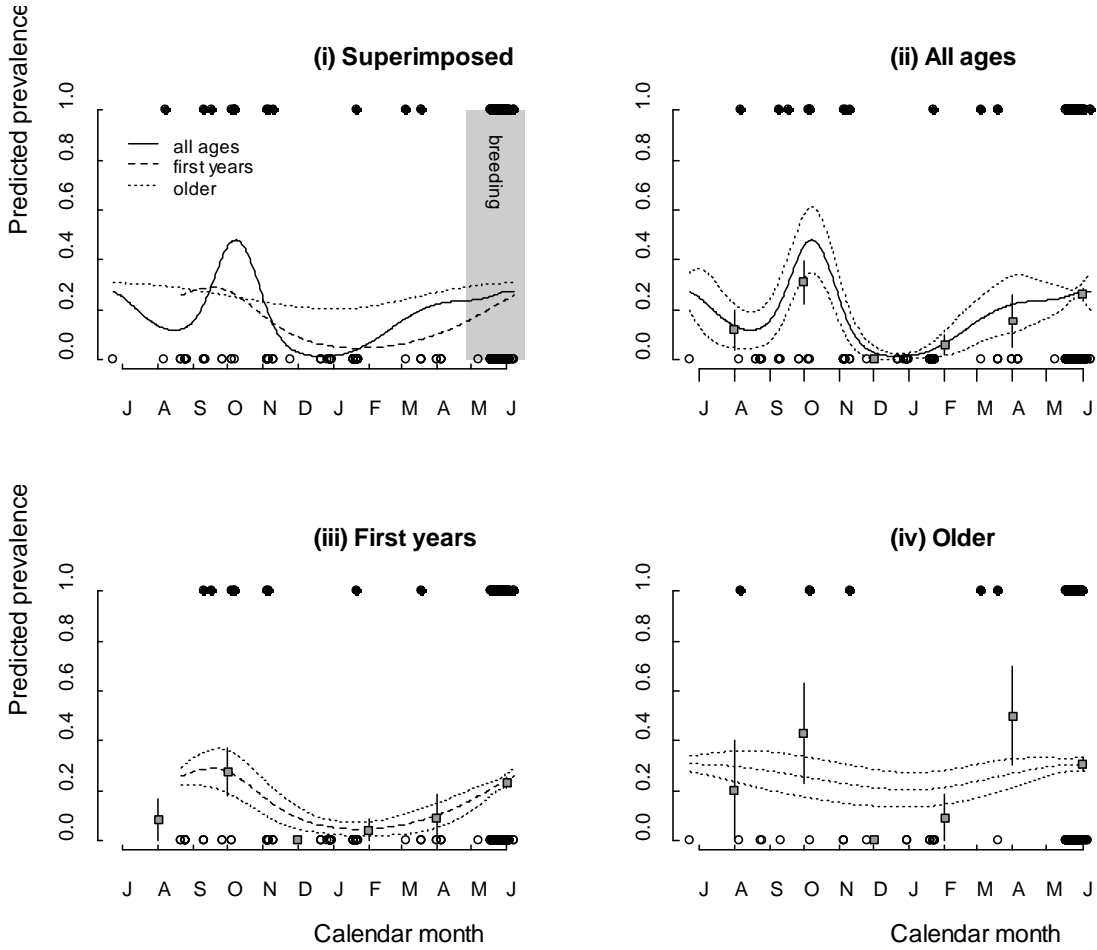 (i) Superimposed
Predicted prevalence
0.0 0.2 0.4 0.6 0.8 1.0
all ages
first years
older
breeding
J A S O N D J F M A M J
(ii) All ages
0.0 0.2 0.4 0.6 0.8 1.0
J A S O N D J F M A M J
(iii) First years
Predicted prevalence
0.0 0.2 0.4 0.6 0.8 1.0
J A S O N D J F M A M J
Calendar month
(iv) Older
0.0 0.2 0.4 0.6 0.8 1.0
J A S O N D J F M A M J
Calendar month